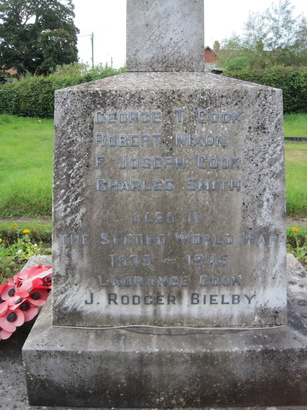 GEORGE T. COOK
ROBERT NIXON
F. JOSEPH COOK
CHARLES SMITH
ALSO IN
THE SECOND WORLD WAR
1939 - 1945
LAURANCE COOK
J. RODGER BIELBY